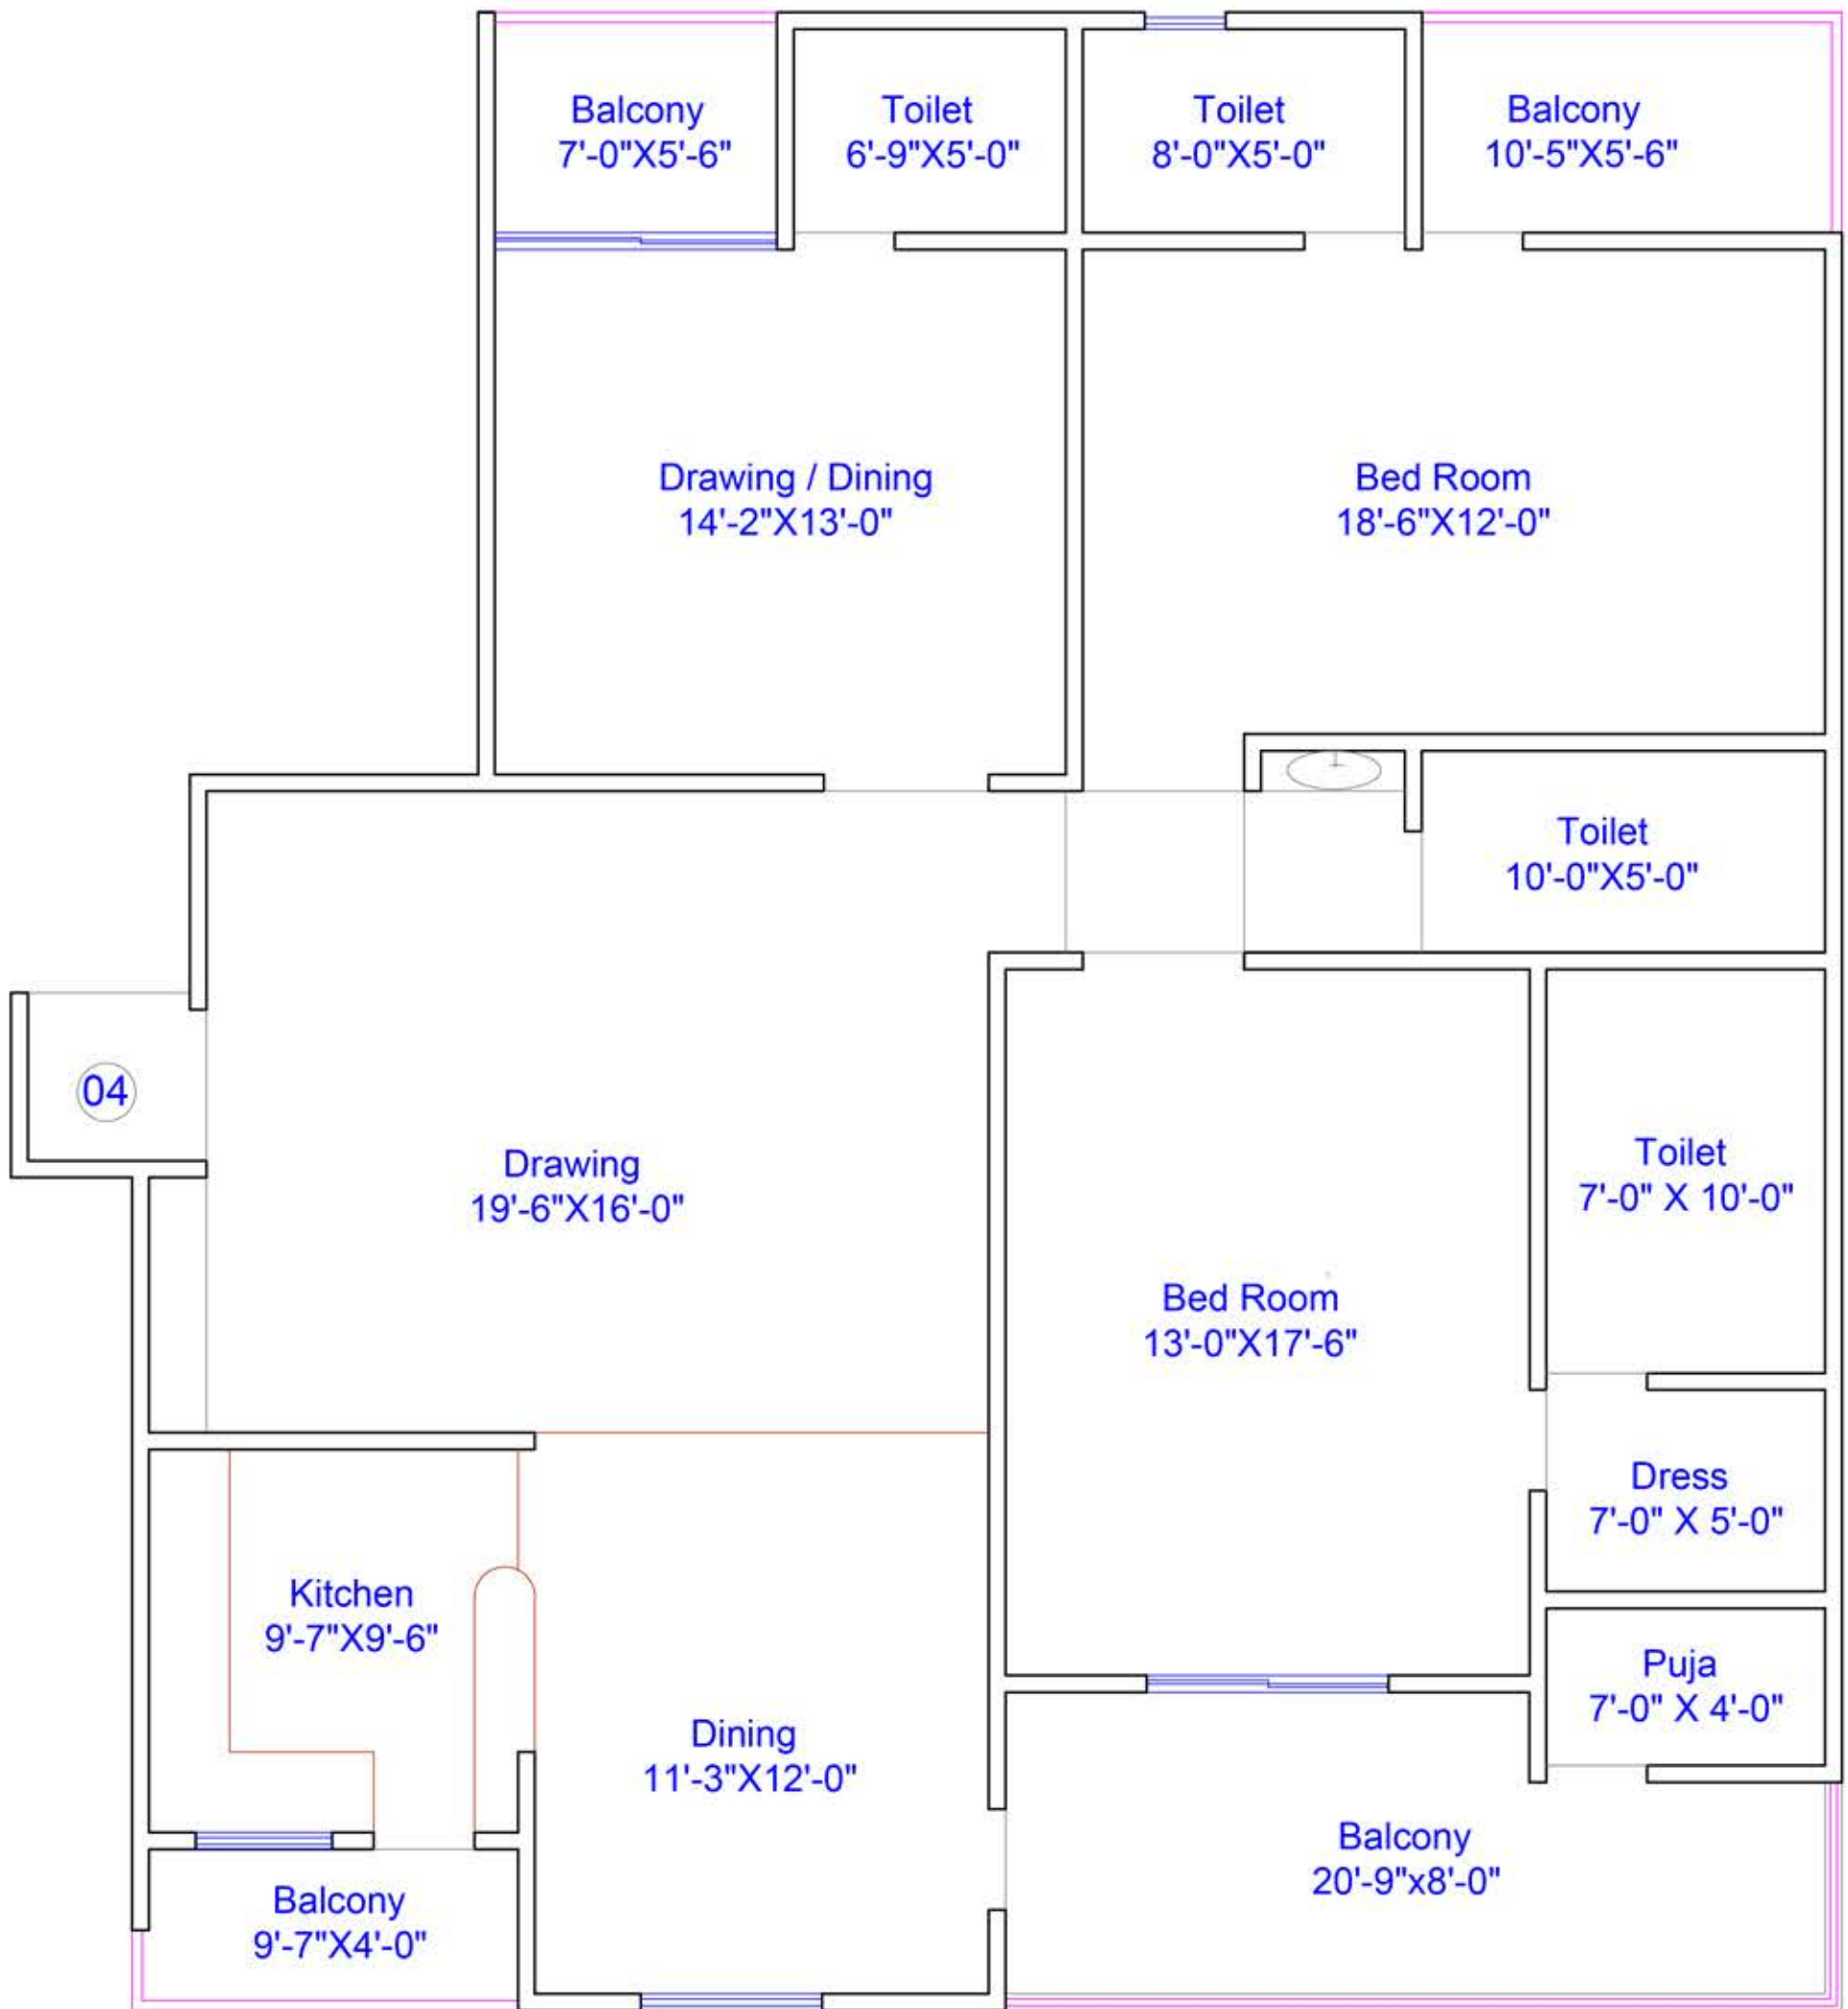 Balcony
7'-0"X5'-6"
Toilet
6'-9"X5'-0"
Toilet
8'-0"X5'-0"
Balcony
10'-5"X5'-6"
Drawing / Dining
14'-2"X13'-0"
Bed Room
18'-6"X12'-0"
Toilet
10'-0"X5'-0"
04
Drawing
19'-6"X16'-0"
Toilet
7'-0" X 10'-0"
Bed Room
13'-0"X17'-6"
Dress
7'-0" X 5'-0"
Kitchen
9'-7"X9'-6"
Puja
7'-0" X 4'-0"
Dining
11'-3"X12'-0"
Balcony
20'-9"x8'-0"
Balcony
9'-7"X4'-0"